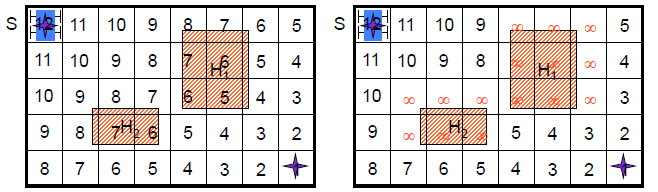 S 12 11 10 9 8 7 6 5
11 10 9 8 7 6 5 4
H₁
10 9 8 7 6 5 4 3
9 8 7 6 5 4 3 2
H₂
8 7 6 5 4 3 2
S 12 11 10 9 ∞ ∞ ∞ 5
11 10 9 8 ∞ ∞ ∞ 4
H₁
10 ∞ ∞ ∞ ∞ ∞ ∞ 3
9 ∞ ∞ ∞ 5 4 3 2
H₂
8 7 6 5 4 3 2